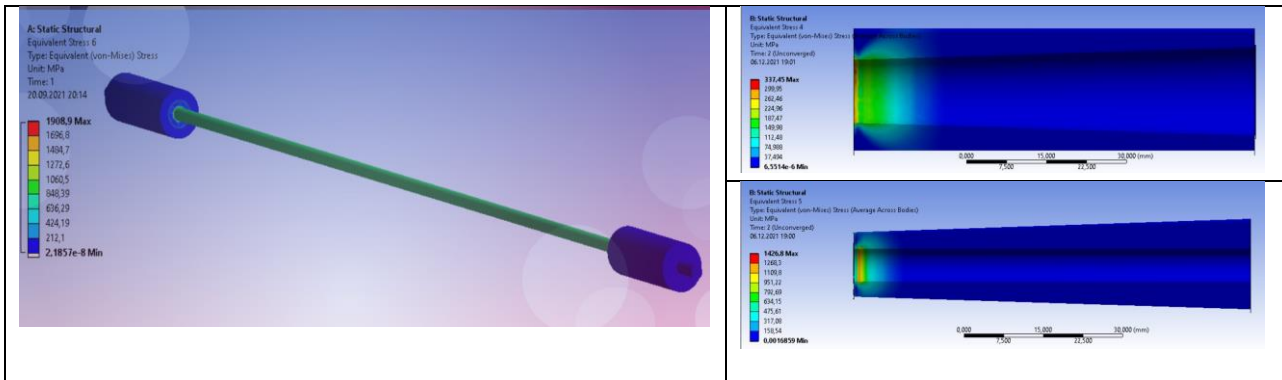 A: Static Structural
Equivalent Stress 6
Type: Equivalent (von-Mises) Stress
Unit: MPa
Time: 1
20.09.2021 20:14
1908,9 Max
1696,8
1484,7
1272,6
1060,5
848,39
636,29
424,19
212,1
2,1857e-8 Min
B: Static Structural
Equivalent Stress 4
Type: Equivalent (von-Mises) Stress
Unit: MPa
Time: 2 (Unconverged)
06.12.2021 19:01
337,45 Max
299,95
262,46
224,96
187,47
149,98
112,48
74,988
37,494
6,5514e-6 Min
0,000 15,000 30,000 (mm)
7,500 22,500
B: Static Structural
Equivalent Stress 5
Type: Equivalent (von-Mises) Stress (Average Across Bodies)
Unit: MPa
Time: 2 (Unconverged)
06.12.2021 19:00
1426,8 Max
1268,3
1109,8
951,22
792,69
634,15
475,61
317,08
158,54
0,0016859 Min
0,000 15,000 30,000 (mm)
7,500 22,500